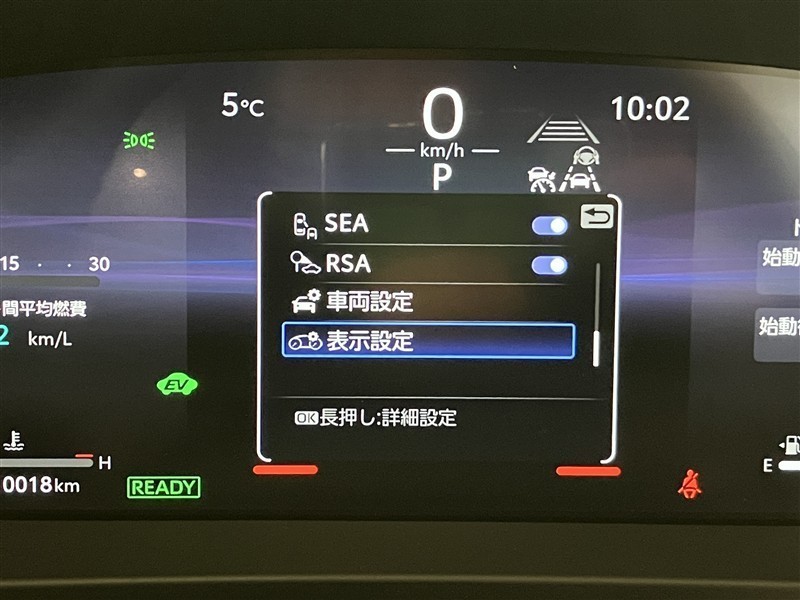 5℃
0
km/h
P
10:02
SEA
RSA
車両設定
表示設定
OK長押し:詳細設定
15 · · 30
間平均燃費
2 km/L
EV
H
0018km
READY
始動
始動
E